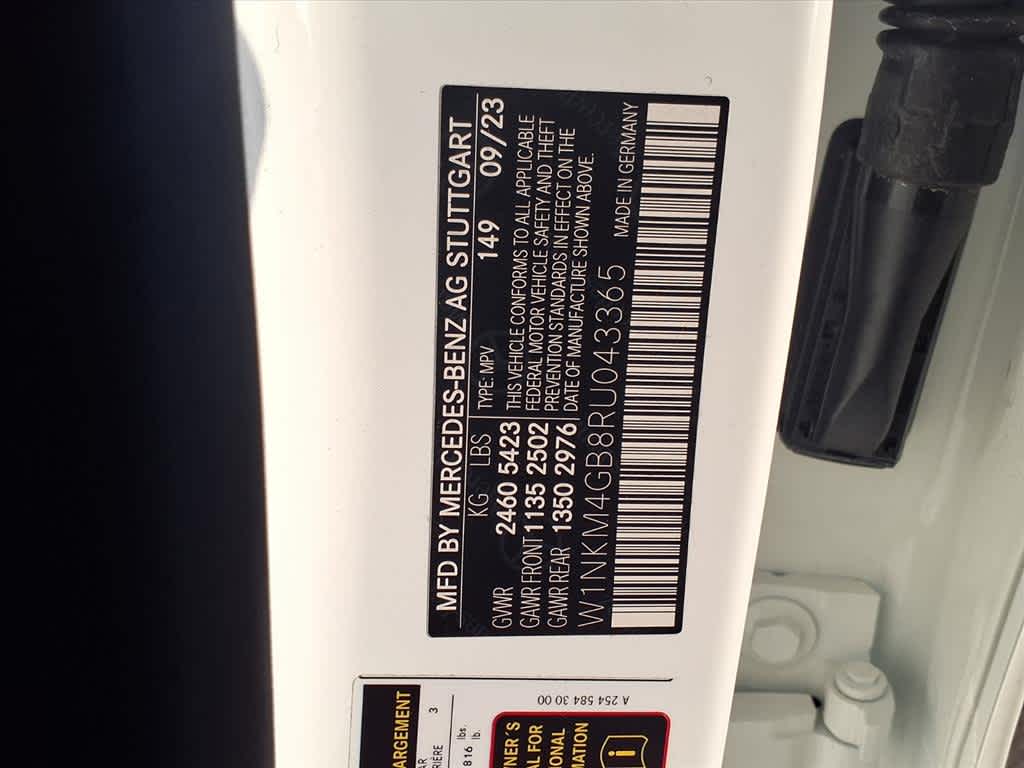 MFD BY MERCEDES-BENZ AG STUTTGART
KG LBS TYPE: MPV 149 09/23
GVWR 2460 5423 THIS VEHICLE CONFORMS TO ALL APPLICABLE
GAWR FRONT 1135 2502 FEDERAL MOTOR VEHICLE SAFETY AND THEFT
GAWR REAR 1350 2976 PREVENTION STANDARDS IN EFFECT ON THE
DATE OF MANUFACTURE SHOWN ABOVE.
W1NKM4GB8RU043365 MADE IN GERMANY
ARGEMENT
AR
RIÈRE 3
816 lbs.
lb.
A 254 584 30 00
NER´S
AL FOR
IONAL
MATION
i